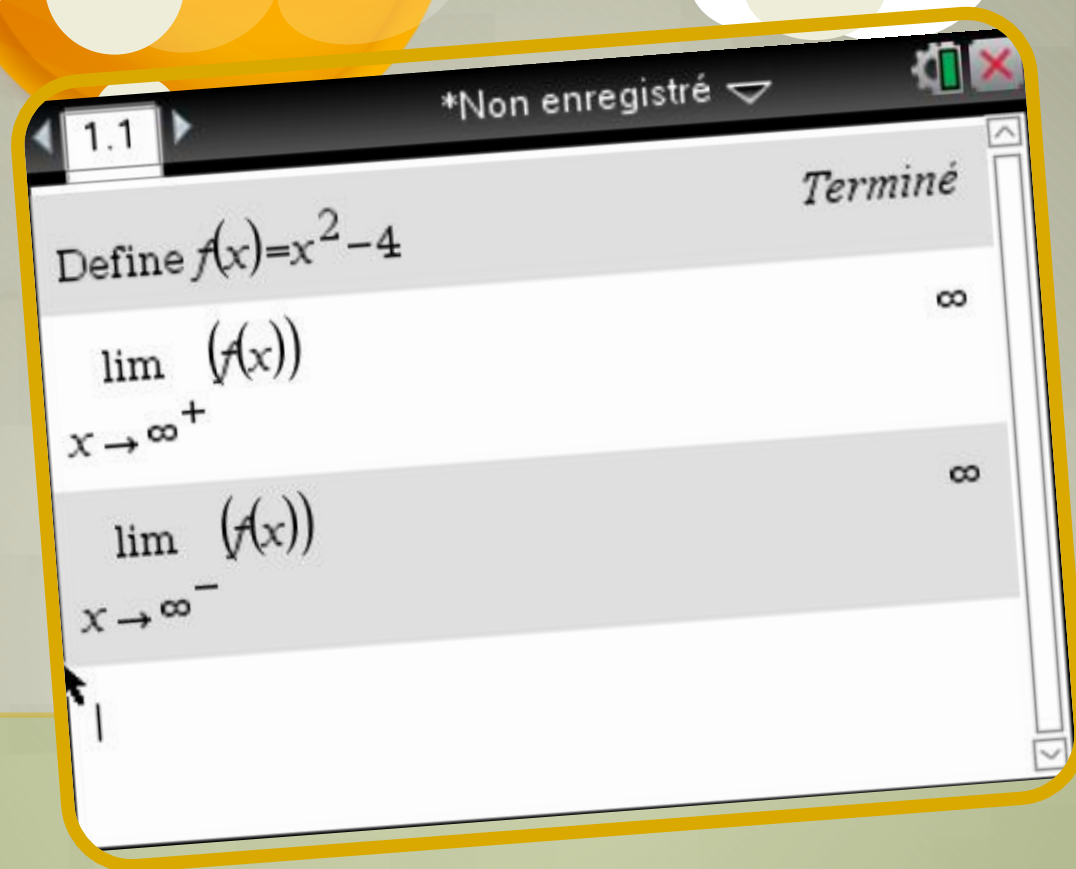 1.1 *Non enregistré
Define f(x)=x²−4 Terminé
lim (f(x)) ∞
x→∞⁺
lim (f(x)) ∞
x→∞⁻